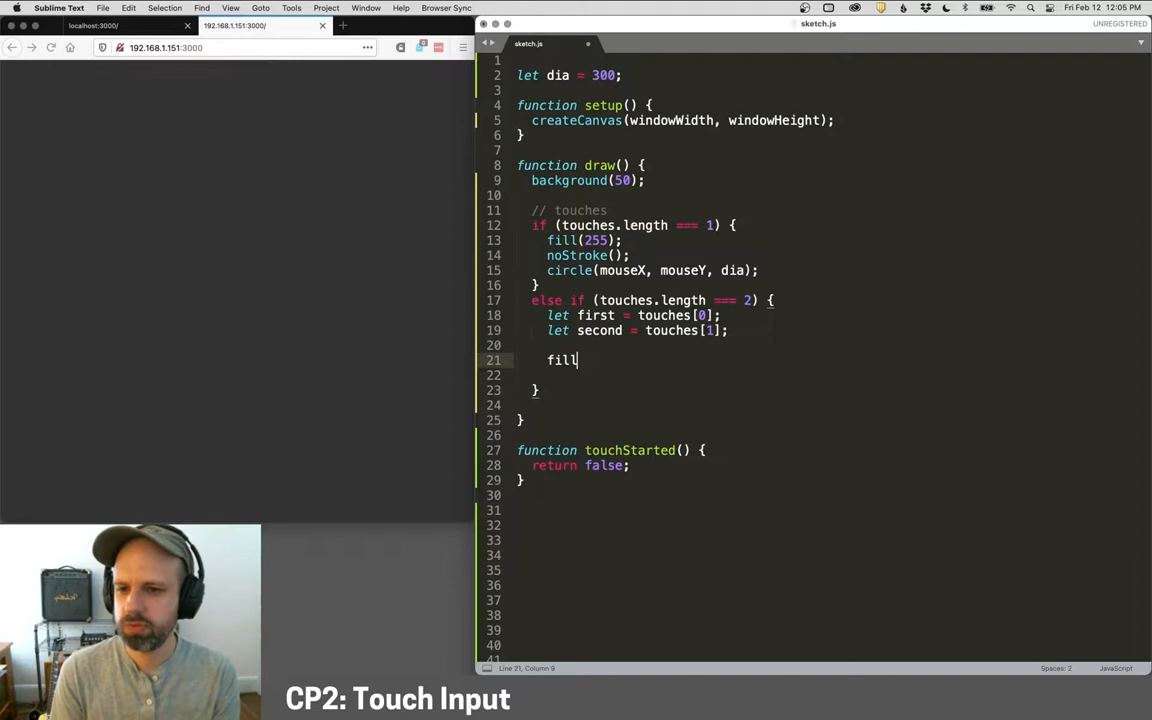 Sublime Text File Edit Selection Find View Goto Tools Project Window Help Browser Sync
Fri Feb 12 12:05 PM
localhost:3000/
192.168.1.151:3000/
192.168.1.151:3000
sketch.js
UNREGISTERED
sketch.js
1
2 let dia = 300;
3
4 function setup() {
5 createCanvas(windowWidth, windowHeight);
6 }
7
8 function draw() {
9 background(50);
10
11 // touches
12 if (touches.length === 1) {
13 fill(255);
14 noStroke();
15 circle(mouseX, mouseY, dia);
16 }
17 else if (touches.length === 2) {
18 let first = touches[0];
19 let second = touches[1];
20
21 fill
22
23 }
24
25 }
26
27 function touchStarted() {
28 return false;
29 }
30
31
32
33
34
35
36
37
38
39
40
41
Line 21, Column 9
Spaces: 2
JavaScript
CP2: Touch Input